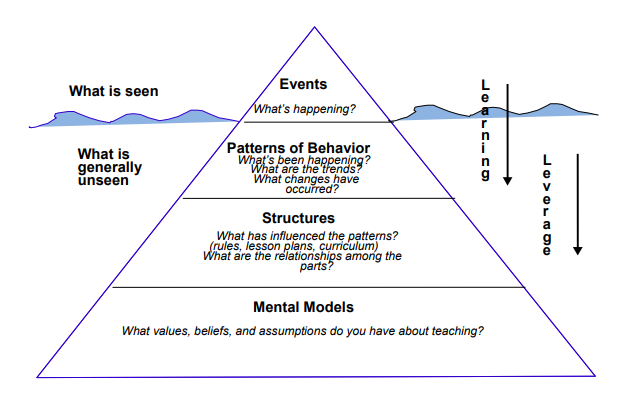 What is seen
Events
What's happening?
What is
generally
unseen
Patterns of Behavior
What's been happening?
What are the trends?
What changes have
occurred?
Structures
What has influenced the patterns?
(rules, lesson plans, curriculum)
What are the relationships among the
parts?
Mental Models
What values, beliefs, and assumptions do you have about teaching?
Learning
Leverage